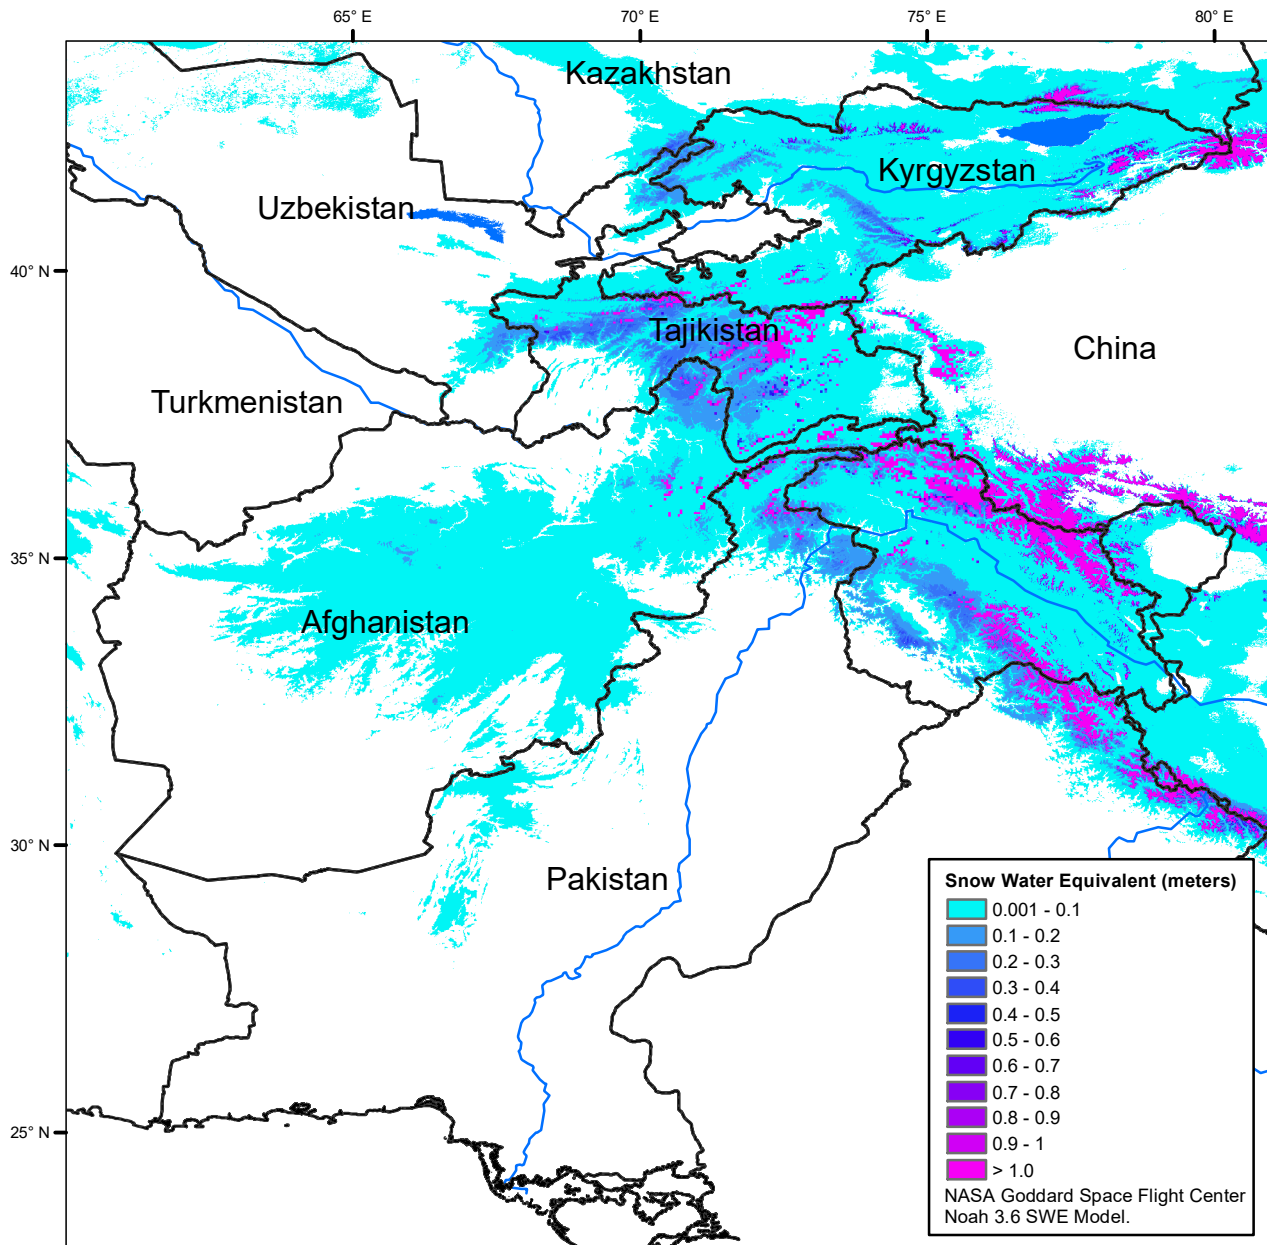 65° E
70° E
75° E
80° E
Kazakhstan
Kyrgyzstan
Uzbekistan
40° N
Tajikistan
China
Turkmenistan
35° N
Afghanistan
30° N
Pakistan
25° N
Snow Water Equivalent (meters)
0.001 - 0.1
0.1 - 0.2
0.2 - 0.3
0.3 - 0.4
0.4 - 0.5
0.5 - 0.6
0.6 - 0.7
0.7 - 0.8
0.8 - 0.9
0.9 - 1
> 1.0
NASA Goddard Space Flight Center
Noah 3.6 SWE Model.